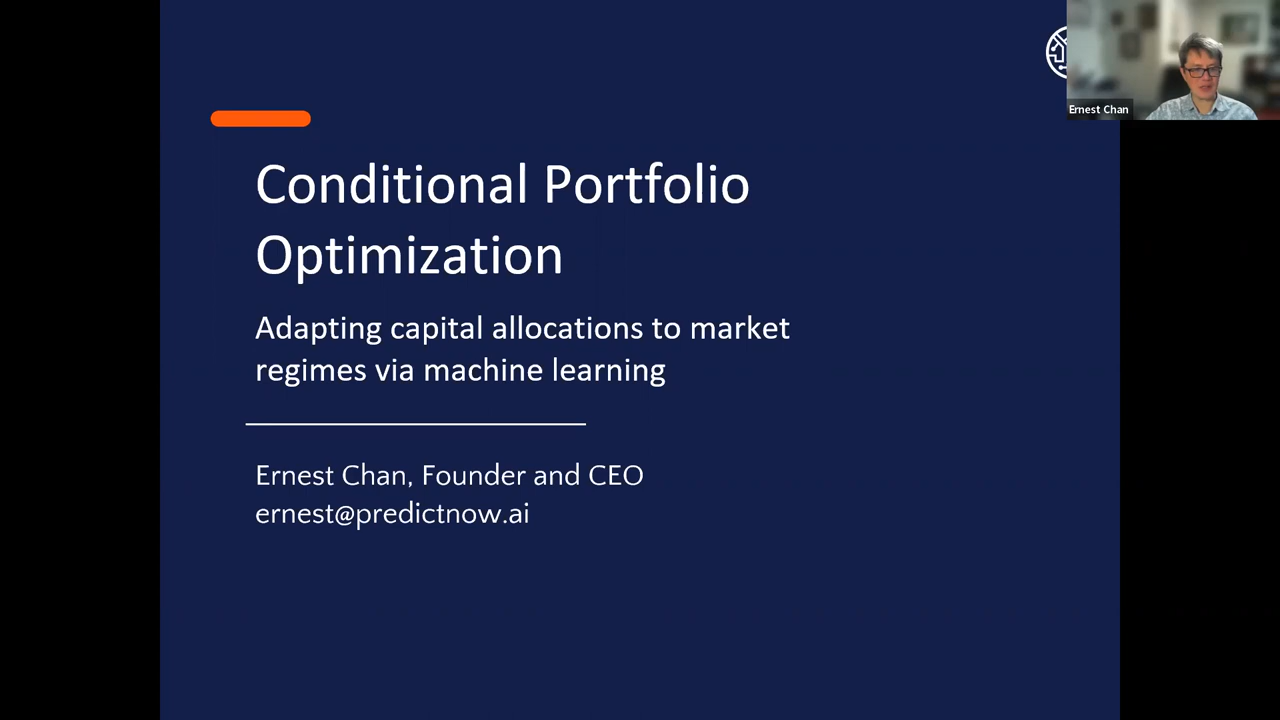 Conditional Portfolio
Optimization
Adapting capital allocations to market
regimes via machine learning
Ernest Chan, Founder and CEO
ernest@predictnow.ai
Ernest Chan